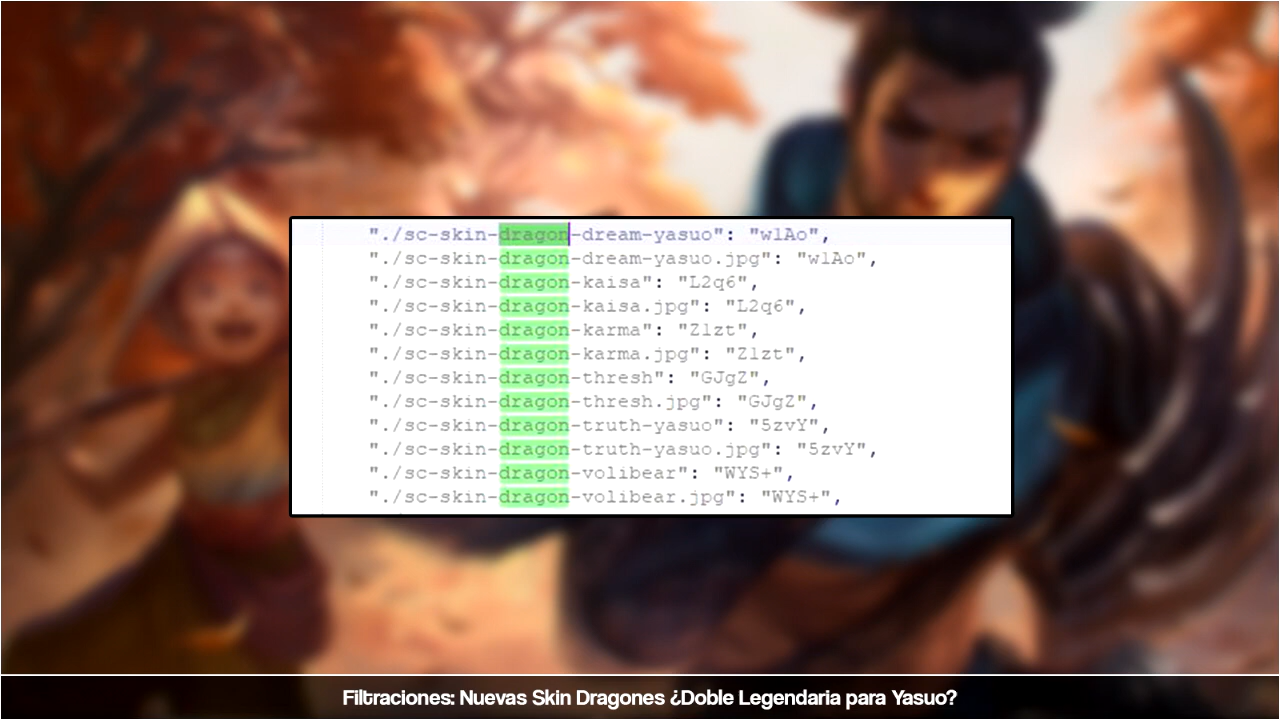 "./sc-skin-dragon-dream-yasuo": "w1Ao",
"./sc-skin-dragon-dream-yasuo.jpg": "w1Ao",
"./sc-skin-dragon-kaisa": "L2q6",
"./sc-skin-dragon-kaisa.jpg": "L2q6",
"./sc-skin-dragon-karma": "Z1zt",
"./sc-skin-dragon-karma.jpg": "Z1zt",
"./sc-skin-dragon-thresh": "GJgZ",
"./sc-skin-dragon-thresh.jpg": "GJgZ",
"./sc-skin-dragon-truth-yasuo": "5zvY",
"./sc-skin-dragon-truth-yasuo.jpg": "5zvY",
"./sc-skin-dragon-volibear": "WYS+",
"./sc-skin-dragon-volibear.jpg": "WYS+",
Filtraciones: Nuevas Skin Dragones ¿Doble Legendaria para Yasuo?